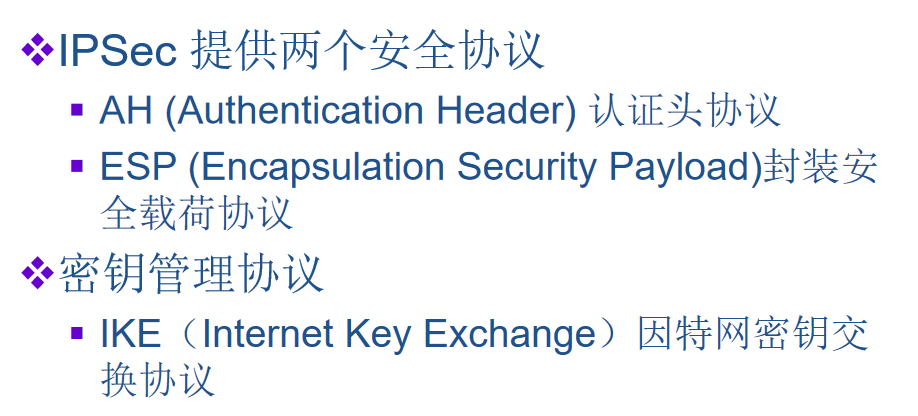 IPSec 提供两个安全协议
AH (Authentication Header) 认证头协议
ESP (Encapsulation Security Payload)封装安
全载荷协议
密钥管理协议
IKE（Internet Key Exchange）因特网密钥交
换协议